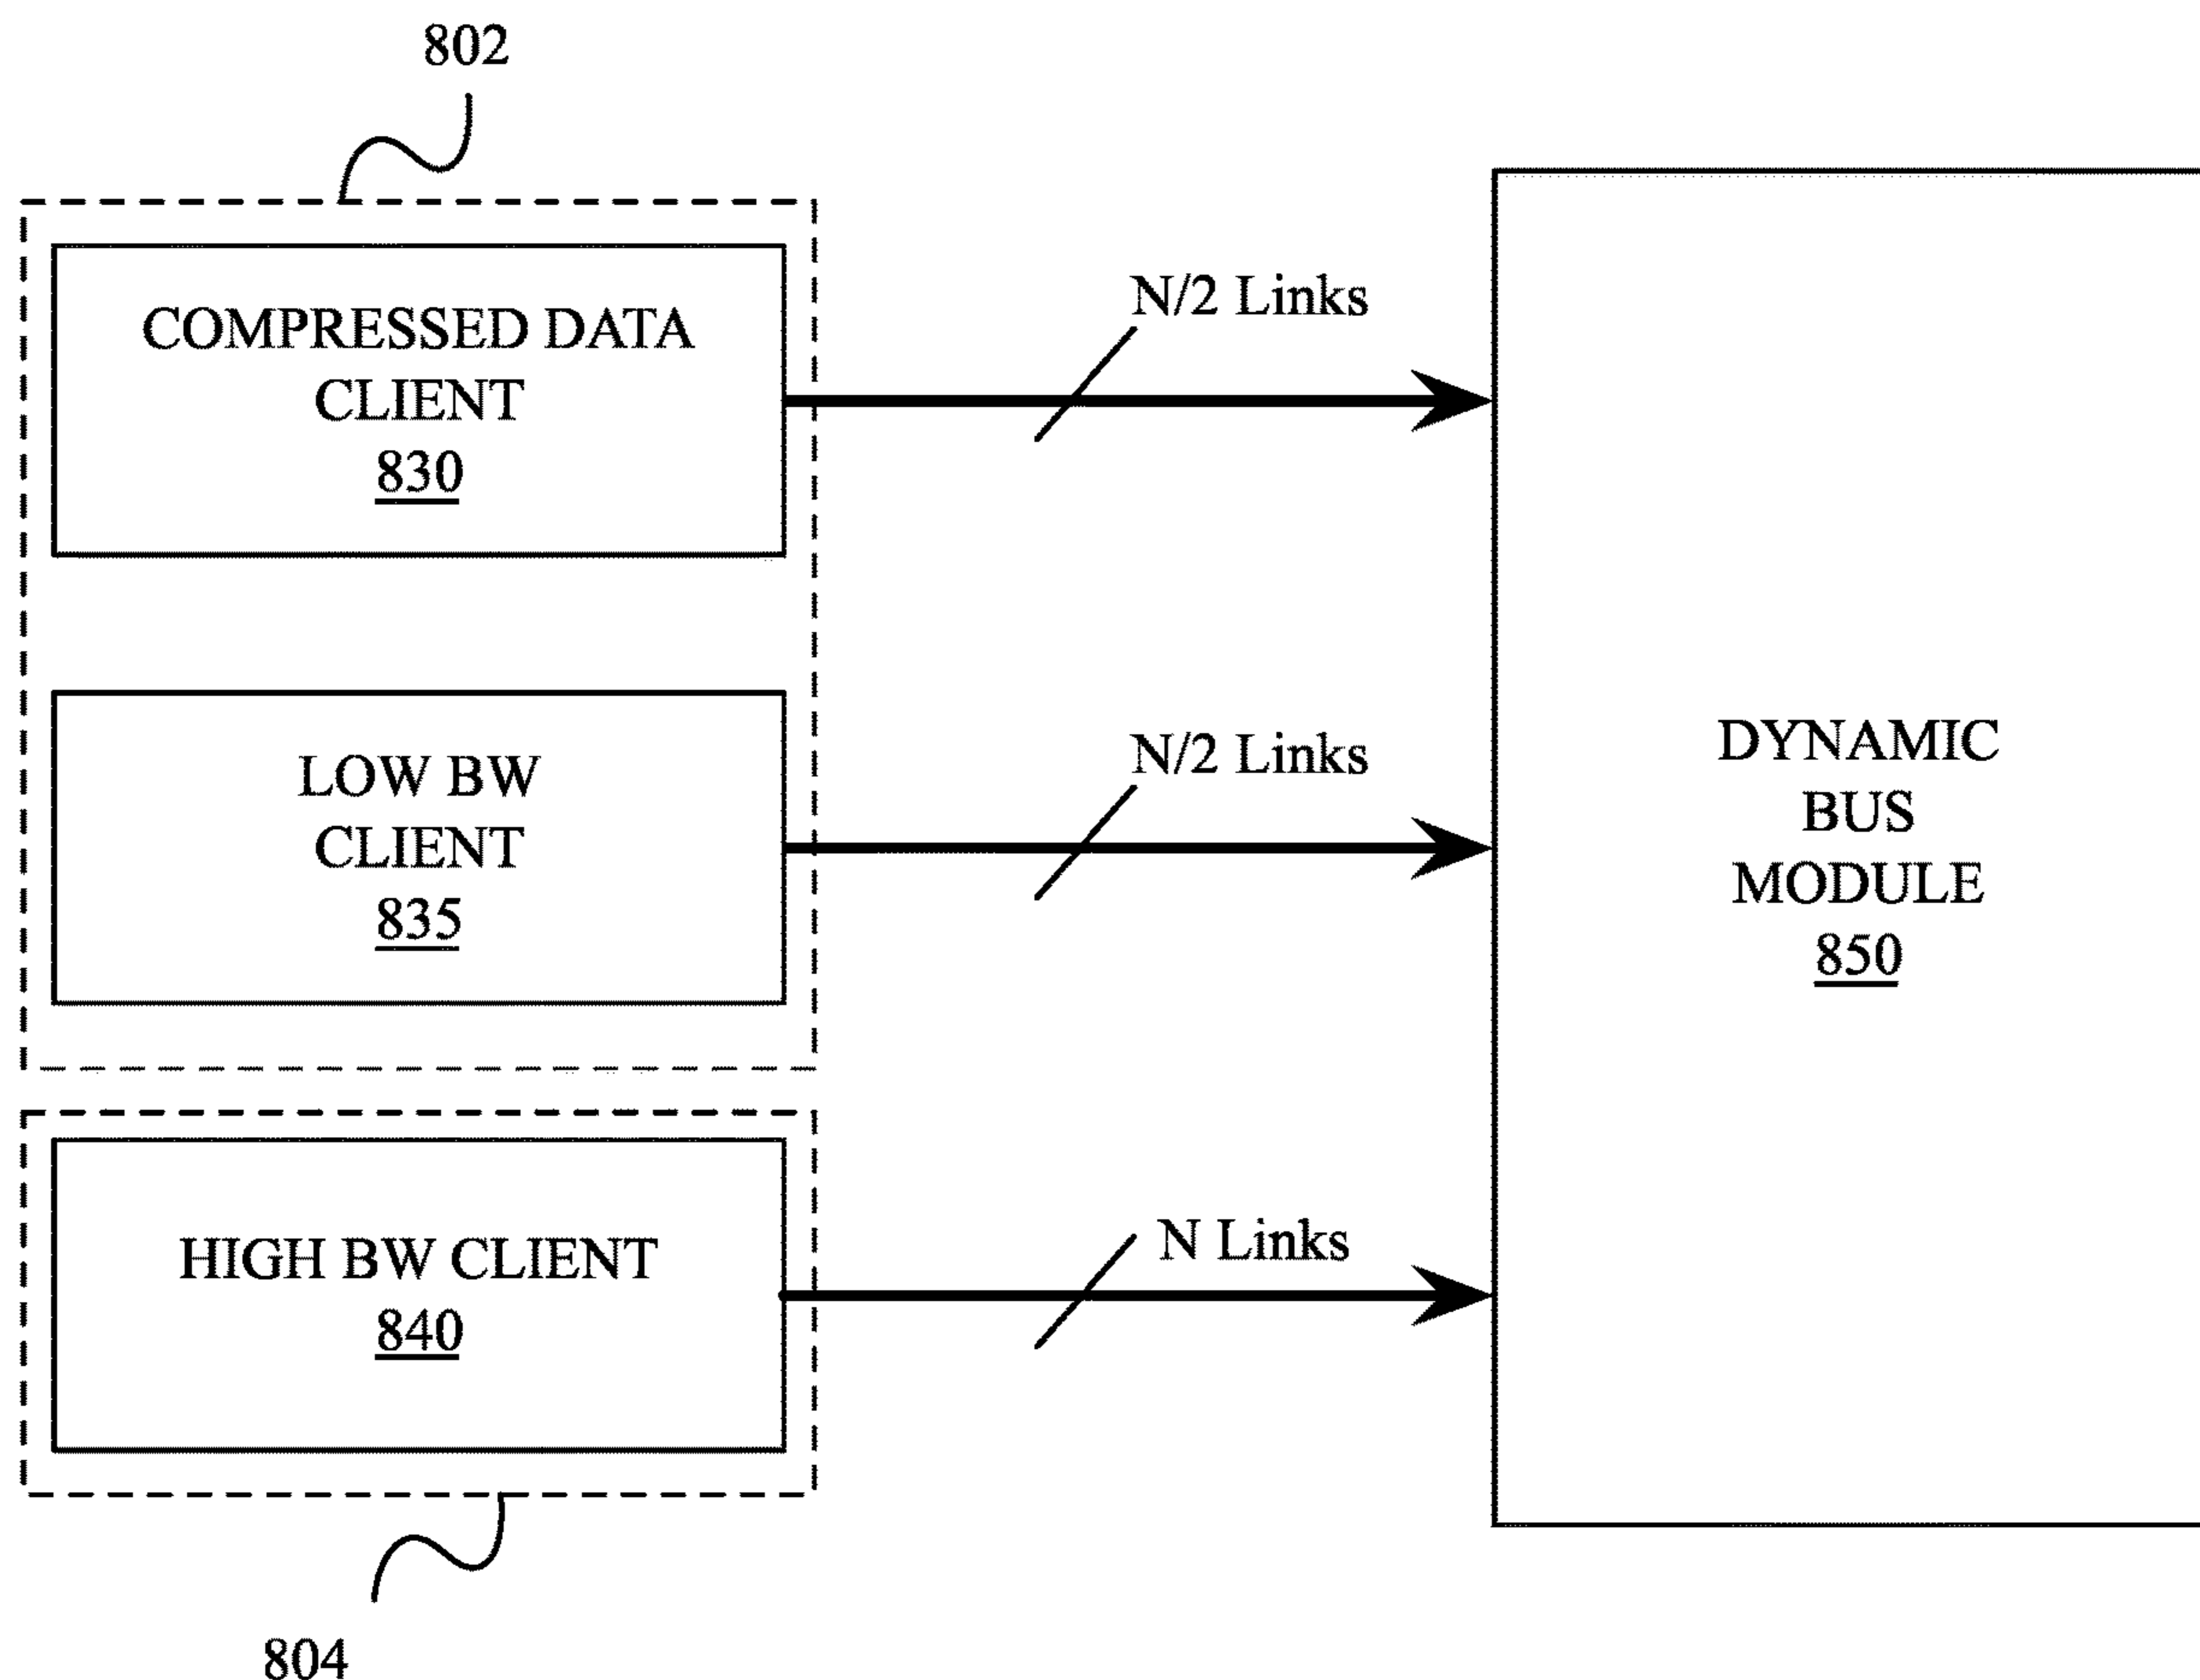 802
COMPRESSED DATA
CLIENT
830
N/2 Links
LOW BW
CLIENT
835
N/2 Links
DYNAMIC
BUS
MODULE
850
HIGH BW CLIENT
840
N Links
804